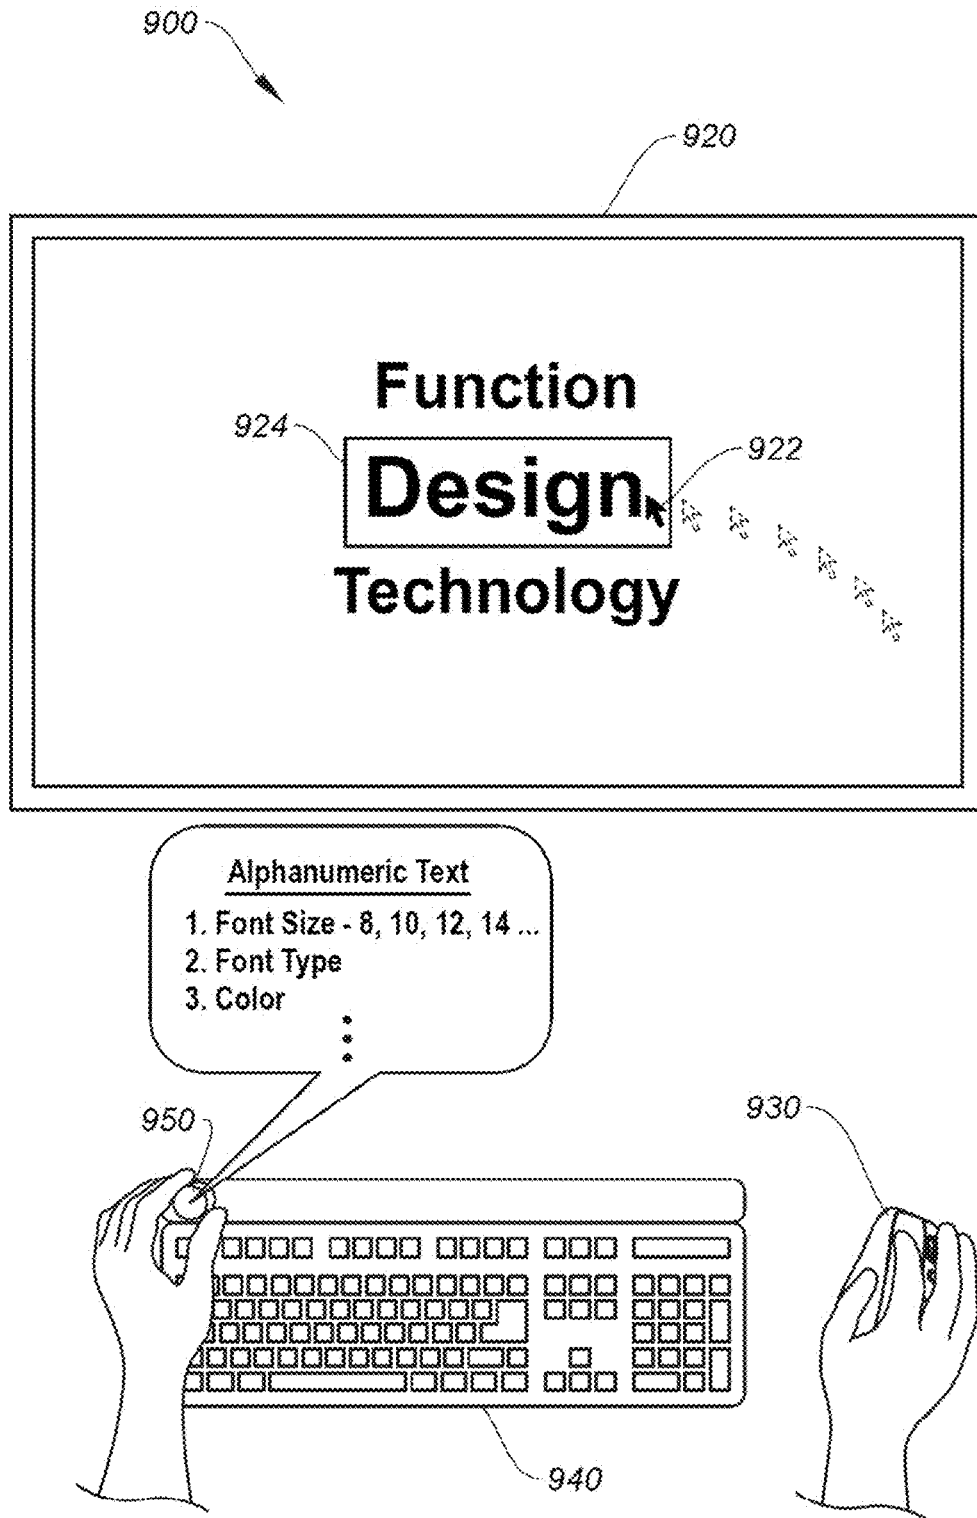 900
920
Function
924
Design
922
Technology
Alphanumeric Text
1. Font Size - 8, 10, 12, 14 ...
2. Font Type
3. Color
950
930
940